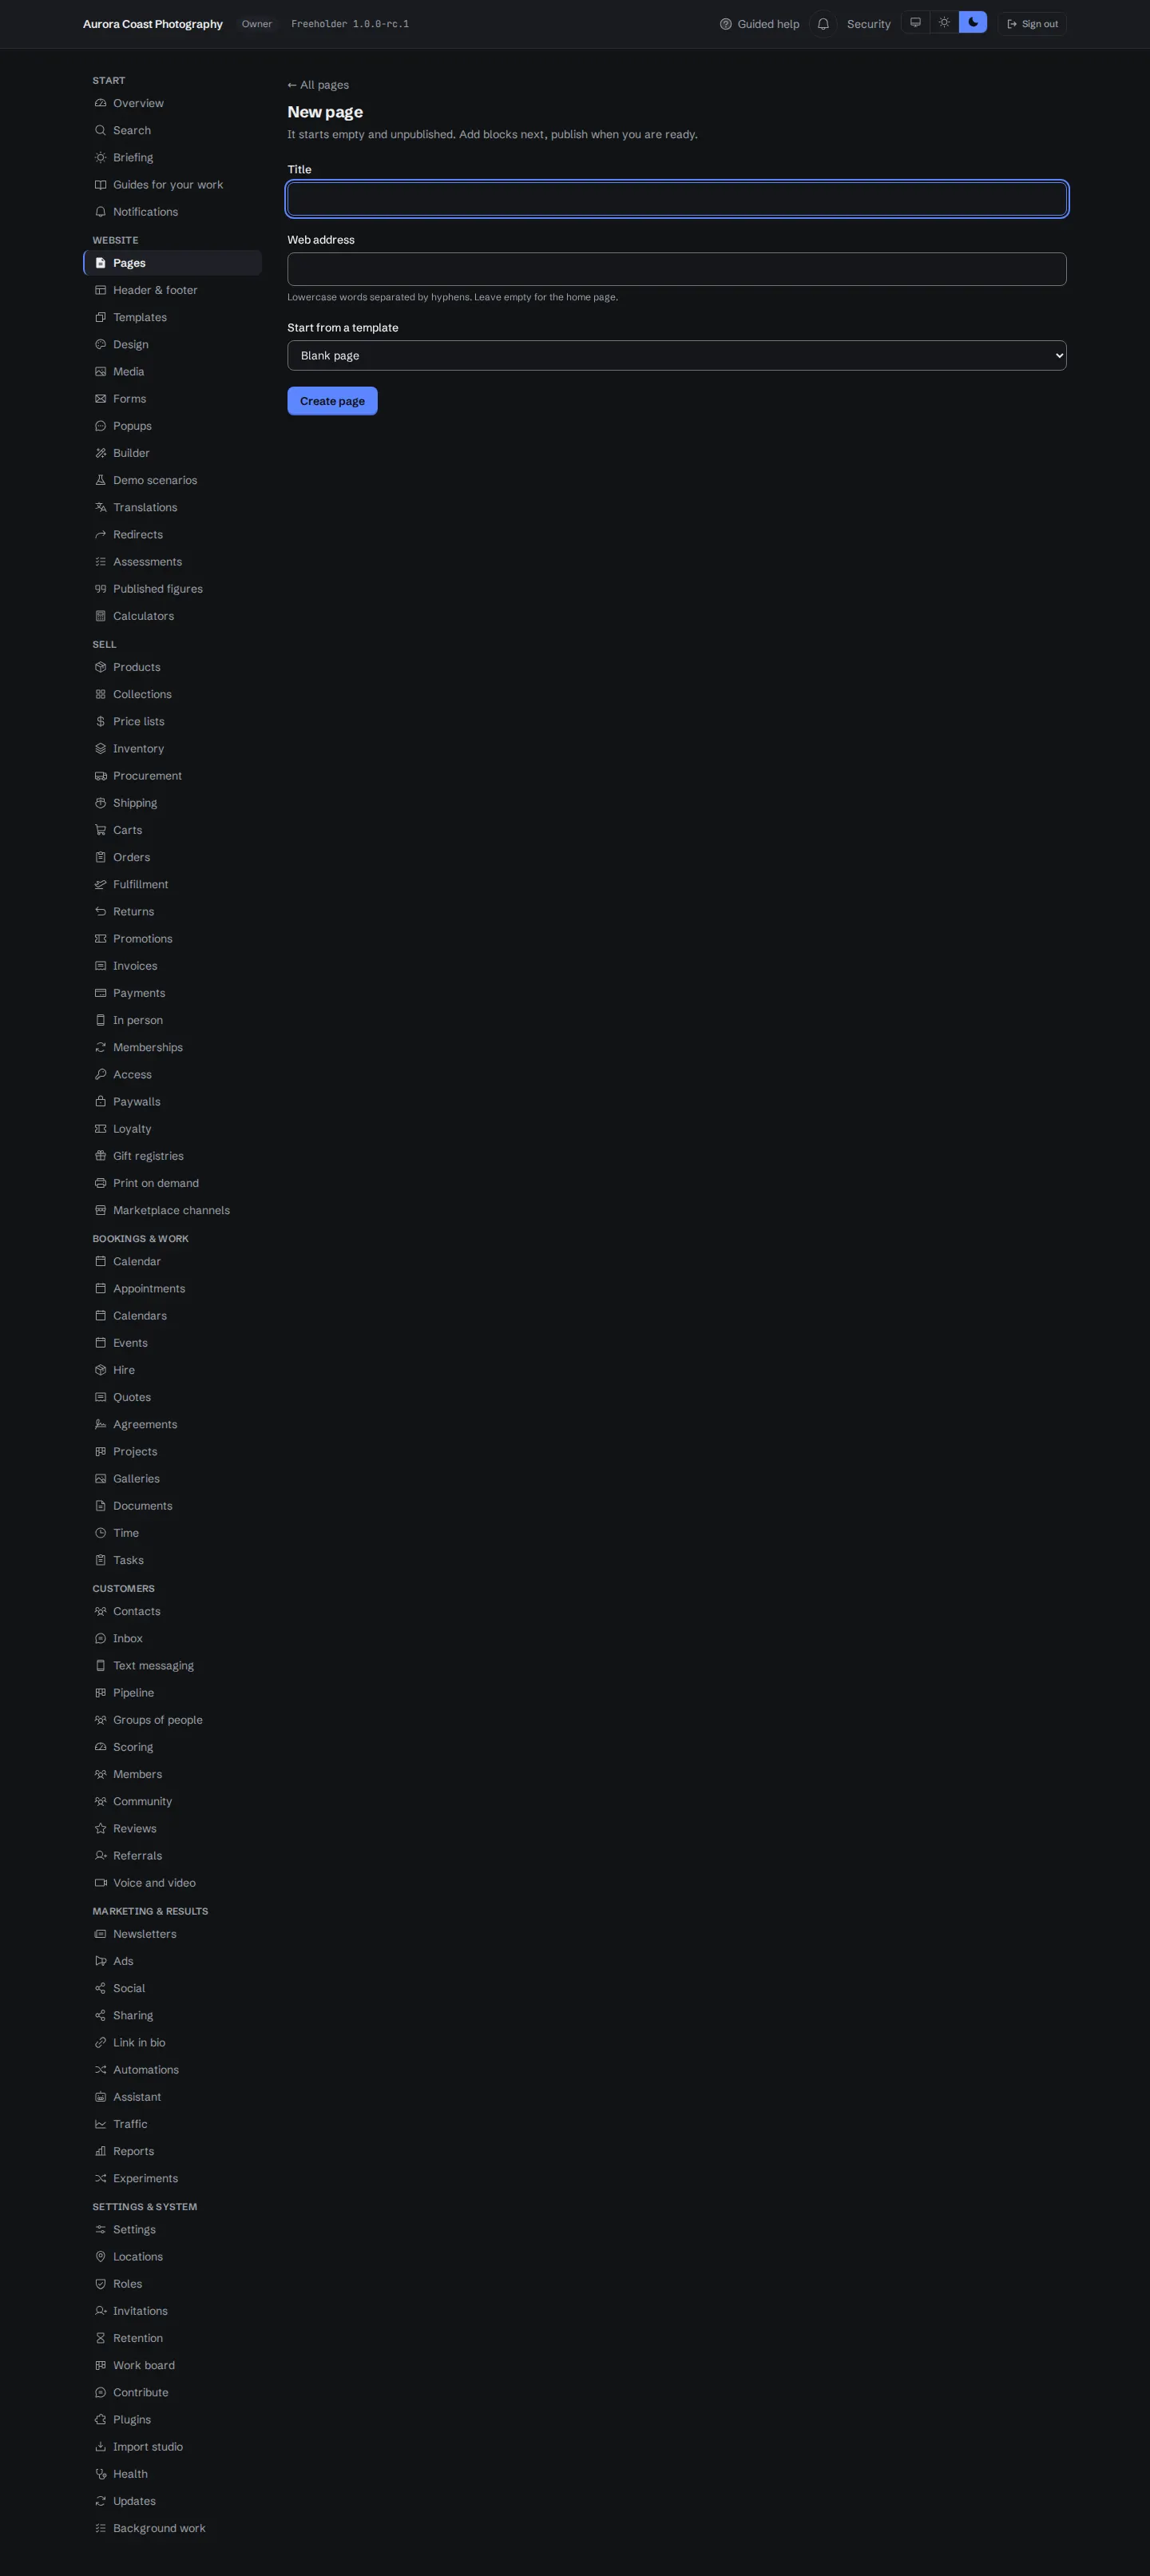 Aurora Coast Photography Owner Freeholder 1.0.0-rc.1 Guided help Security Sign out
START
Overview
Search
Briefing
Guides for your work
Notifications
WEBSITE
Pages
Header & footer
Templates
Design
Media
Forms
Popups
Builder
Demo scenarios
Translations
Redirects
Assessments
Published figures
Calculators
SELL
Products
Collections
Price lists
Inventory
Procurement
Shipping
Carts
Orders
Fulfillment
Returns
Promotions
Invoices
Payments
In person
Memberships
Access
Paywalls
Loyalty
Gift registries
Print on demand
Marketplace channels
BOOKINGS & WORK
Calendar
Appointments
Calendars
Events
Hire
Quotes
Agreements
Projects
Galleries
Documents
Time
Tasks
CUSTOMERS
Contacts
Inbox
Text messaging
Pipeline
Groups of people
Scoring
Members
Community
Reviews
Referrals
Voice and video
MARKETING & RESULTS
Newsletters
Ads
Social
Sharing
Link in bio
Automations
Assistant
Traffic
Reports
Experiments
SETTINGS & SYSTEM
Settings
Locations
Roles
Invitations
Retention
Work board
Contribute
Plugins
Import studio
Health
Updates
Background work
← All pages
New page
It starts empty and unpublished. Add blocks next, publish when you are ready.
Title
Web address
Lowercase words separated by hyphens. Leave empty for the home page.
Start from a template
Blank page
Create page